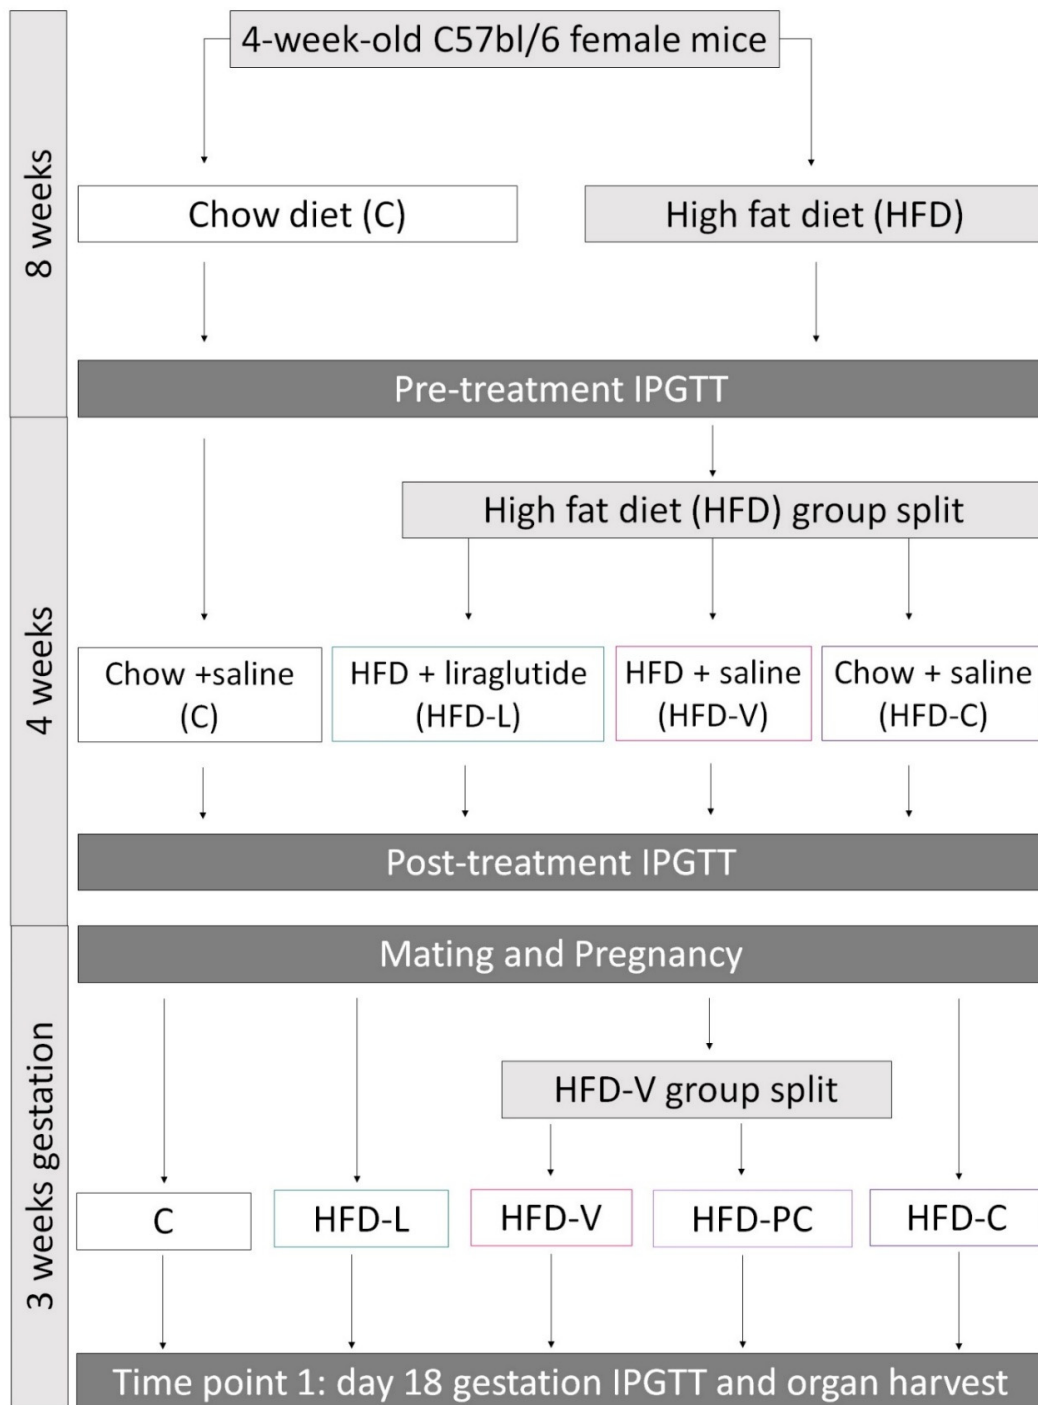 4-week-old C57bl/6 female mice
8 weeks
Chow diet (C)
High fat diet (HFD)
Pre-treatment IPGTT
4 weeks
High fat diet (HFD) group split
Chow +saline
(C)
HFD + liraglutide
(HFD-L)
HFD + saline
(HFD-V)
Chow + saline
(HFD-C)
Post-treatment IPGTT
3 weeks gestation
Mating and Pregnancy
HFD-V group split
C
HFD-L
HFD-V
HFD-PC
HFD-C
Time point 1: day 18 gestation IPGTT and organ harvest